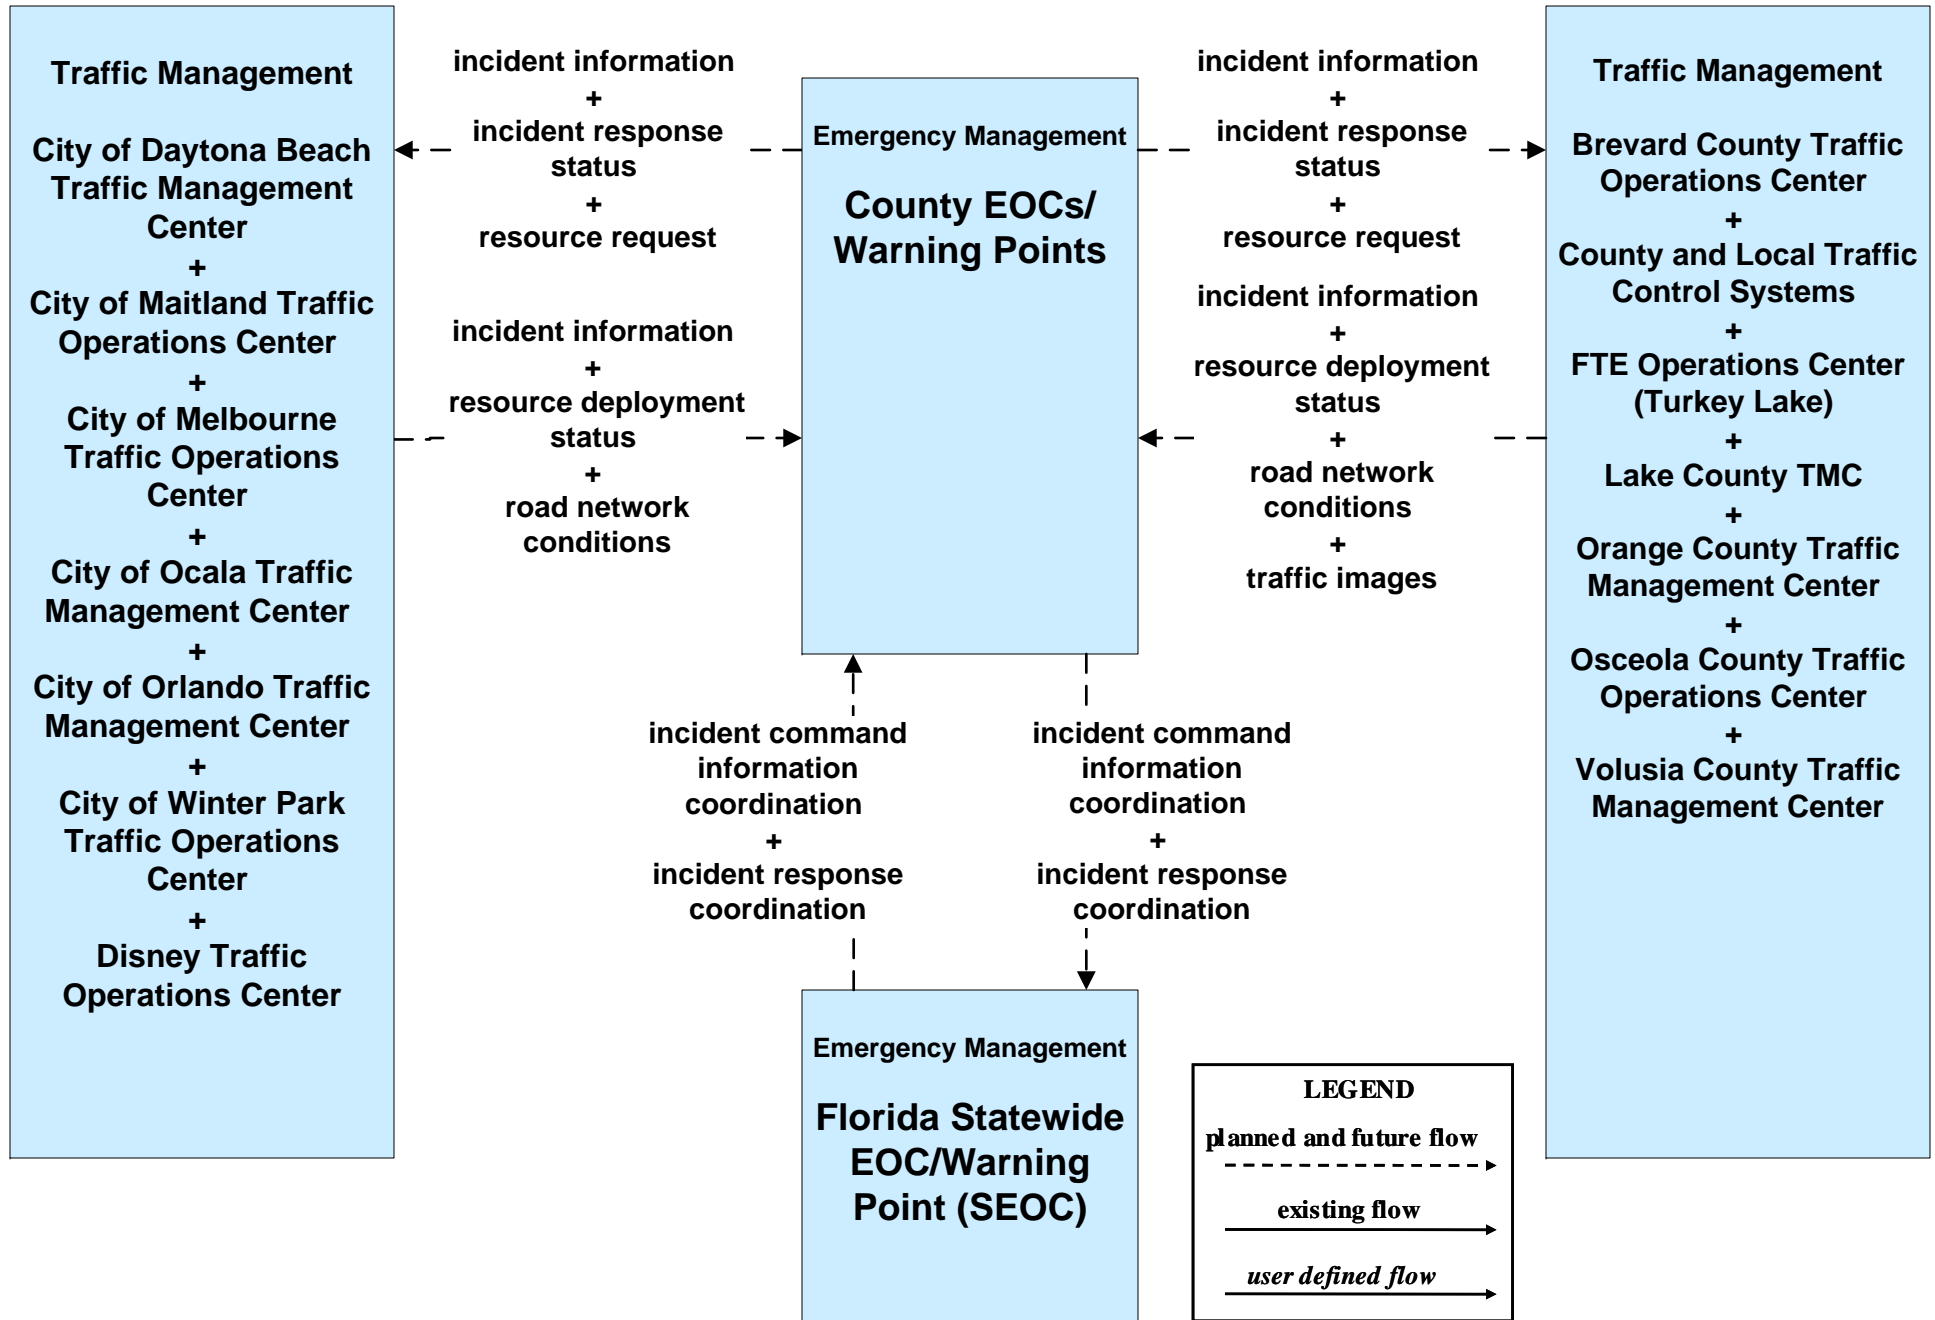 Traffic Management
City of Daytona Beach
Traffic Management
Center
+
City of Maitland Traffic
Operations Center
+
City of Melbourne
Traffic Operations
Center
+
City of Ocala Traffic
Management Center
+
City of Orlando Traffic
Management Center
+
City of Winter Park
Traffic Operations
Center
+
Disney Traffic
Operations Center
incident information
+
incident response
status
+
resource request
incident information
+
resource deployment
status
+
road network
conditions
Emergency Management
County EOCs/
Warning Points
incident information
+
incident response
status
+
resource request
incident information
+
resource deployment
status
+
road network
conditions
+
traffic images
Traffic Management
Brevard County Traffic
Operations Center
+
County and Local Traffic
Control Systems
+
FTE Operations Center
(Turkey Lake)
+
Lake County TMC
+
Orange County Traffic
Management Center
+
Osceola County Traffic
Operations Center
+
Volusia County Traffic
Management Center
incident command
information
coordination
+
incident response
coordination
incident command
information
coordination
+
incident response
coordination
Emergency Management
Florida Statewide
EOC/Warning
Point (SEOC)
LEGEND
planned and future flow
existing flow
user defined flow